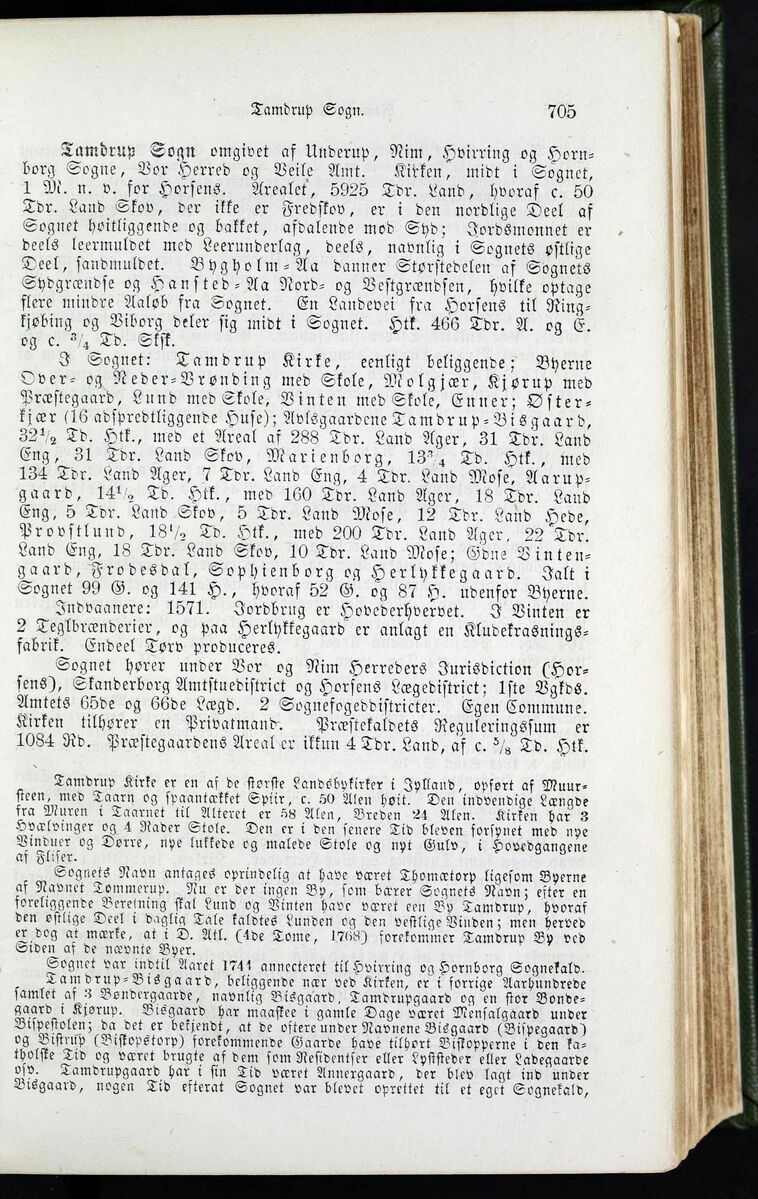 Tamdrup Sogn. 705
Tamdrup Sogn omgivet af Underup, Nim, Hvirring og Horn-
borg Sogne, Vor Herred og Veile Amt. Kirken, midt i Sognet,
1 M. n. v. for Horsens. Arealet, 5925 Tdr. Land, hvoraf c. 50
Tdr. Land Skov, der ikke er Fredskov, er i den nordlige Deel af
Sognet høitliggende og bakket, afdalende mod Syd; Jordsmonnet er
deels leermuldet med Leerunderlag, deels, navnlig i Sognets østlige
Deel, sandmuldet. Bygholm-Aa danner Størstedelen af Sognets
Sydgrændse og Hansted-Aa Nord- og Vestgrændsen, hvilke optage
flere mindre Aaløb fra Sognet. En Landevei fra Horsens til Ring-
kjøbing og Viborg deler sig midt i Sognet. Htk. 466 Tdr. A. og E.
og c. 3/4 Td. Sksk.
I Sognet: Tamdrup Kirke, eenligt beliggende; Byerne
Over- og Neder-Vrønding med Skole, Molgjær, Kjørup med
Præstegaard, Lund med Skole, Vinten med Skole, Enner; Øster-
kjær (16 adspredtliggende Huse); Avlsgaardene Tamdrup-Bisgaard,
32 1/2 Td. Htk., med et Areal af 288 Tdr. Land Ager, 31 Tdr. Land
Eng, 31 Tdr. Land Skov, Marienborg, 13 3/4 Td. Htk., med
134 Tdr. Land Ager, 7 Tdr. Land Eng, 4 Tdr. Land Mose, Aarup-
gaard, 14 1/2 Td. Htk., med 160 Tdr. Land Ager, 18 Tdr. Land
Eng, 5 Tdr. Land Skov, 5 Tdr. Land Mose, 12 Tdr. Land Hede,
Provstlund, 18 1/2 Td. Htk., med 200 Tdr. Land Ager, 22 Tdr.
Land Eng, 18 Tdr. Land Skov, 10 Tdr. Land Mose; Gdne Vinten-
gaard, Frodesdal, Sophienborg og Herlykkegaard. Ialt i
Sognet 99 G. og 141 H., hvoraf 52 G. og 87 H. udenfor Byerne.
Indvaanere: 1571. Jordbrug er Hovederhvervet. I Vinten er
2 Teglbrænderier, og paa Herlykkegaard er anlagt en Kludekrasnings-
fabrik. Endeel Tørv produceres.
Sognet hører under Vor og Nim Herreders Jurisdiction (Hor-
sens), Skanderborg Amtstuedistrict og Horsens Lægedistrict; 1ste Vgkds.
Amtets 65de og 66de Lægd. 2 Sognefogeddistricter. Egen Commune.
Kirken tilhører en Privatmand. Præstekaldets Reguleringssum er
1084 Rd. Præstegaardens Areal er ikkun 4 Tdr. Land, af c. 5/8 Td. Htk.
Tamdrup Kirke er en af de største Landsbykirker i Jylland, opført af Muur-
steen, med Taarn og spaantækket Spiir, c. 50 Alen høit. Den indvendige Længde
fra Muren i Taarnet til Alteret er 58 Alen, Breden 24 Alen. Kirken har 3
Hvælvinger og 4 Rader Stole. Den er i den senere Tid bleven forsynet med nye
Vinduer og Dørre, nye lukkede og malede Stole og nyt Gulv, i Hovedgangene
af Fliser.
Sognets Navn antages oprindelig at have været Thomætorp ligesom Byerne
af Navnet Tømmerup. Nu er der ingen By, som bærer Sognets Navn; efter en
foreliggende Beretning skal Lund og Vinten have været een By Tamdrup, hvoraf
den østlige Deel i daglig Tale kaldtes Lunden og den vestlige Vinden; men herved
er dog at mærke, at i D. Atl. (4de Tome, 1768) forekommer Tamdrup By ved
Siden af de nævnte Byer.
Sognet var indtil Aaret 1741 annecteret til Hvirring og Hornborg Sognekald.
Tamdrup-Bisgaard, beliggende nær ved Kirken, er i forrige Aarhundrede
samlet af 3 Bøndergaarde, navnlig Bisgaard, Tamdrupgaard og en stor Bonde-
gaard i Kjørup. Bisgaard har maaskee i gamle Dage været Mensalgaard under
Bispestolen; da det er bekjendt, at de oftere under Navnene Bisgaard (Bispegaard)
og Bistrup (Biskopstorp) forekommende Gaarde have tilhørt Biskopperne i den ka-
tholske Tid og været brugte af dem som Residentser eller Lyststeder eller Ladegaarde
osv. Tamdrupgaard har i sin Tid været Annergaard, der blev lagt ind under
Bisgaard, nogen Tid efterat Sognet var blevet oprettet til et eget Sognekald,